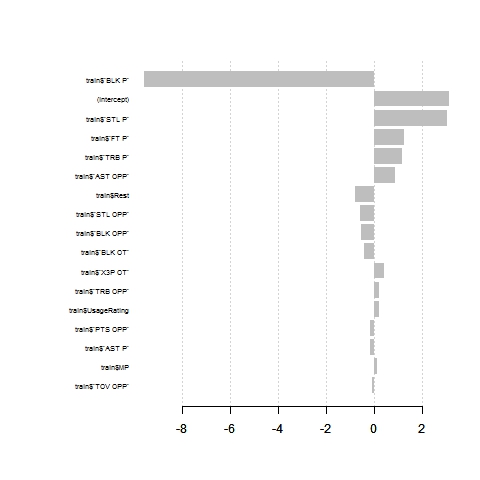 train$`BLK P`
(Intercept)
train$`STL P`
train$`FT P`
train$`TRB P`
train$`AST OPP`
train$Rest
train$`STL OPP`
train$`BLK OPP`
train$`BLK OT`
train$`X3P OT`
train$`TRB OPP`
train$UsageRating
train$`PTS OPP`
train$`AST P`
train$MP
train$`TOV OPP`
-8 -6 -4 -2 0 2